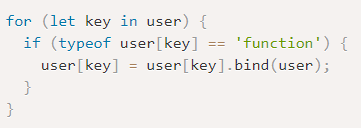 for (let key in user) {
  if (typeof user[key] == 'function') {
    user[key] = user[key].bind(user);
  }
}